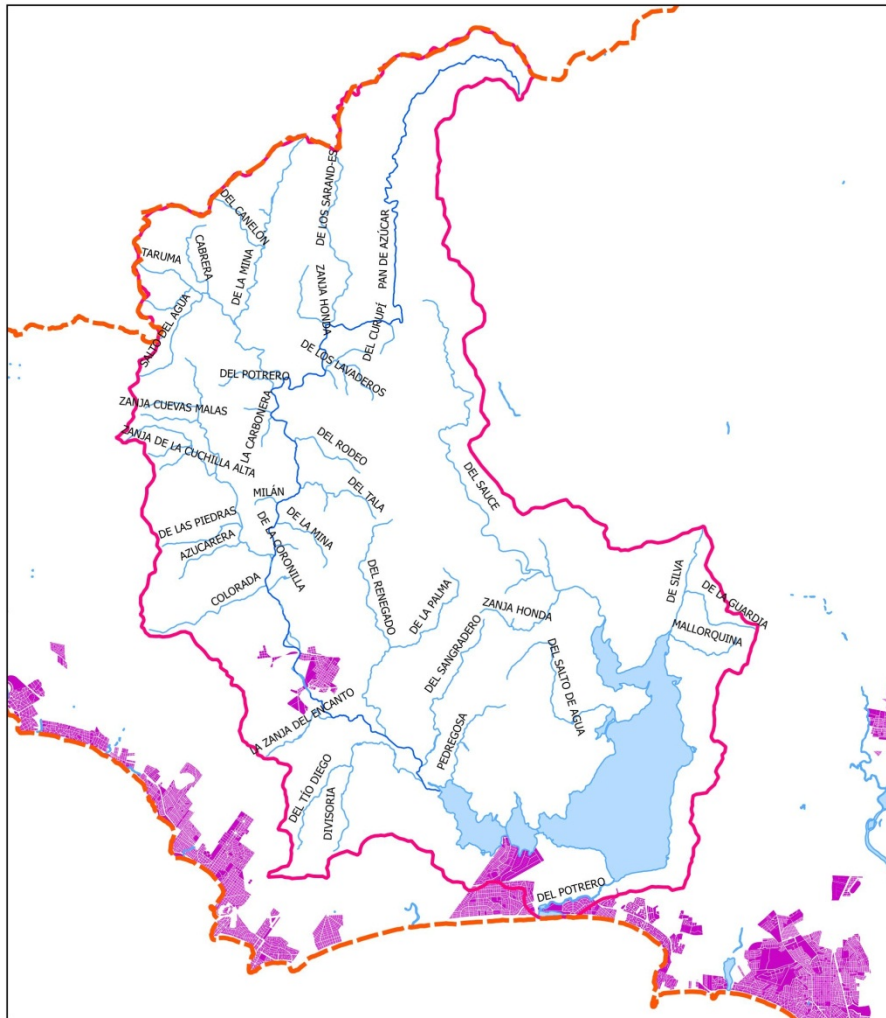 DE LOS SARAND-ES
DEL CANELÓN
PAN DE AZÚCAR
CABRERA
TARUMA
DE LA MINA
ZANJA HONDA
SALTO DEL AGUA
DEL CURUPÍ
DE LOS LAVADEROS
DEL POTRERO
ZANJA CUEVAS MALAS
LA CARBONERA
ZANJA DE LA CUCHILLA ALTA
DEL RODEO
DEL SAUCE
DEL TALA
MILÁN
DE LAS PIEDRAS
DE LA MINA
AZUCARERA
DE LA CORONILLA
COLORADA
DEL RENEGADO
DE LA PALMA
ZANJA HONDA
DE SILVA
DE LA GUARDIA
MALLORQUINA
DEL SANGRADERO
DEL SALTO DE AGUA
LA ZANJA DEL ENCANTO
PEDREGOSA
DEL TÍO DIEGO
DIVISORIA
DEL POTRERO